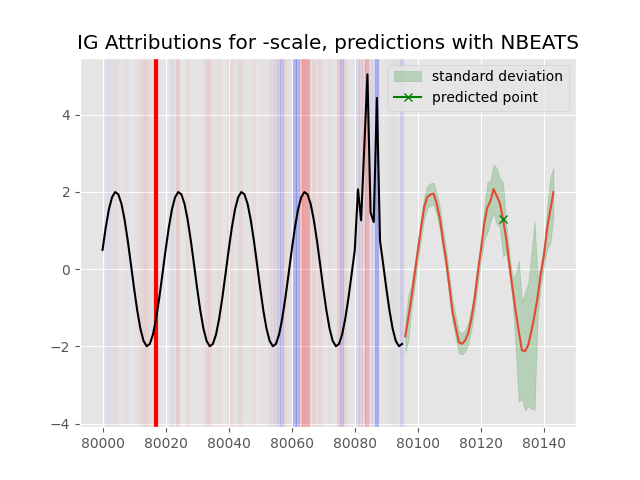 IG Attributions for -scale, predictions with NBEATS
standard deviation
predicted point
4
2
0
−2
−4
80000 80020 80040 80060 80080 80100 80120 80140